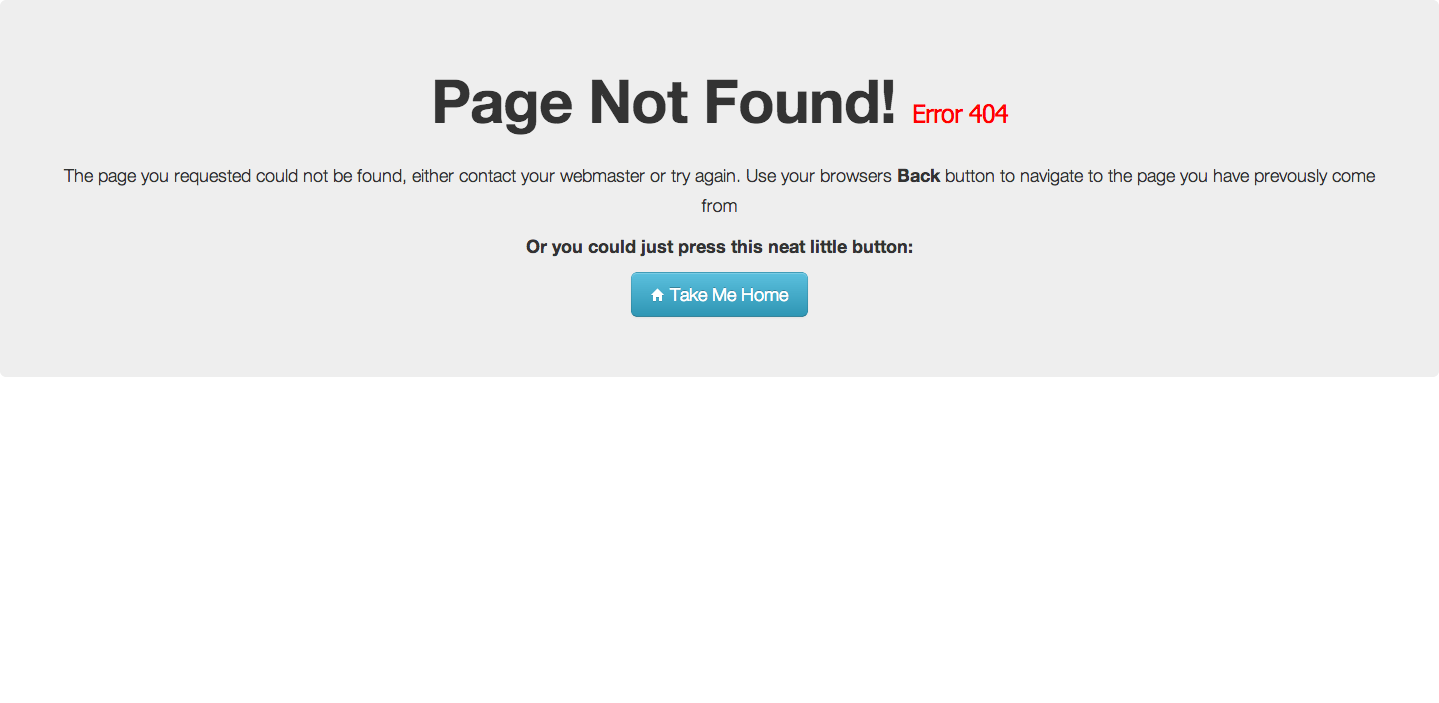 Page Not Found! Error 404
The page you requested could not be found, either contact your webmaster or try again. Use your browsers Back button to navigate to the page you have prevously come
from
Or you could just press this neat little button:
Take Me Home